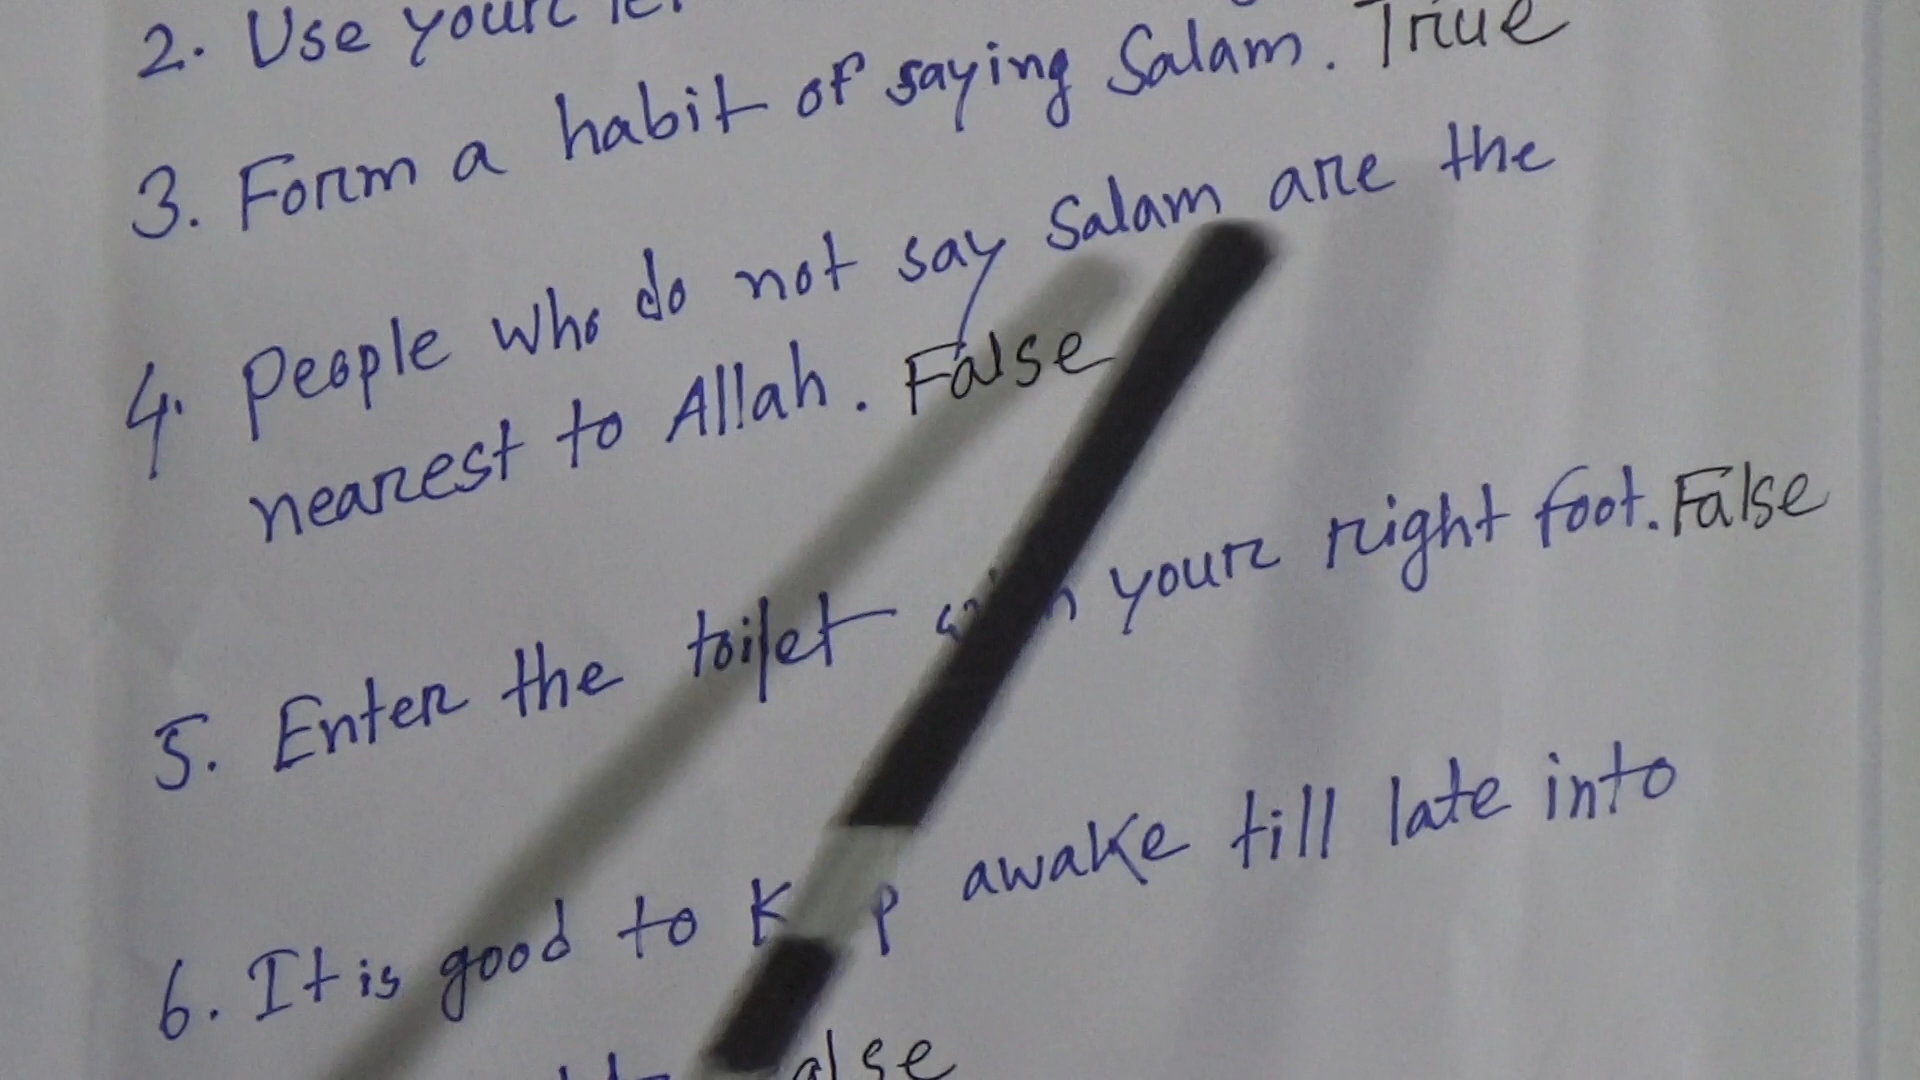 2. Use your
3. Form a habit of saying Salam. True
4. People who do not say Salam are the
nearest to Allah. False
5. Enter the toilet your right foot. False
6. It is good to awake till late into